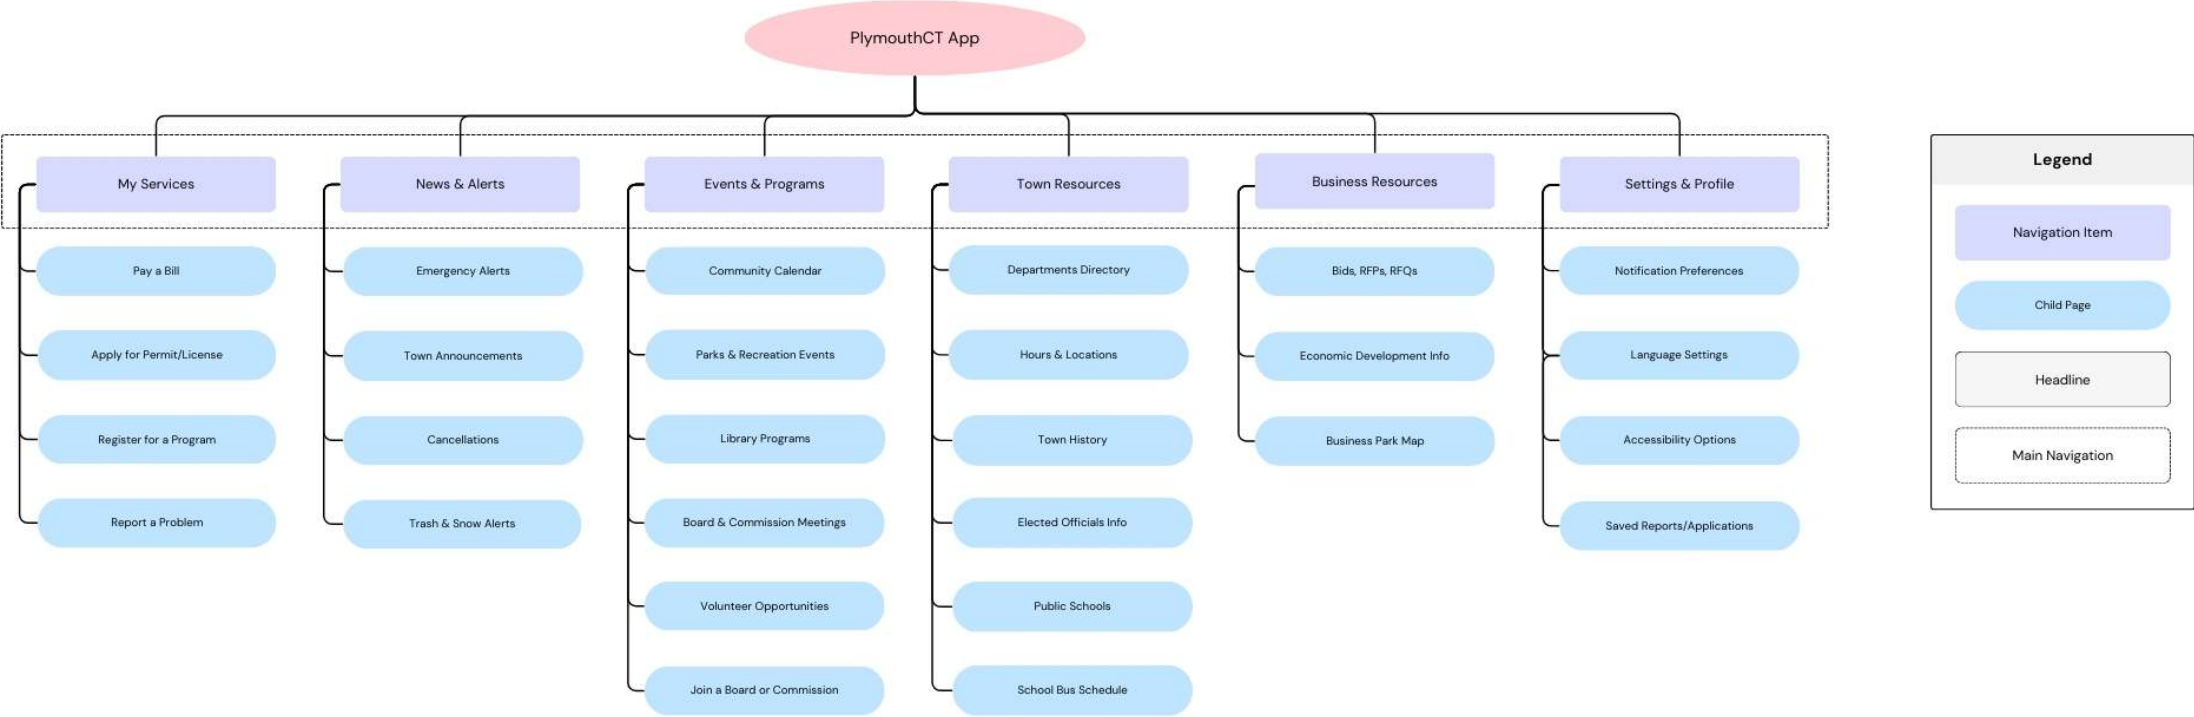 PlymouthCT App
My Services
News & Alerts
Events & Programs
Town Resources
Business Resources
Settings & Profile
Pay a Bill
Apply for Permit/License
Register for a Program
Report a Problem
Emergency Alerts
Town Announcements
Cancellations
Trash & Snow Alerts
Community Calendar
Parks & Recreation Events
Library Programs
Board & Commission Meetings
Volunteer Opportunities
Join a Board or Commission
Departments Directory
Hours & Locations
Town History
Elected Officials Info
Public Schools
School Bus Schedule
Bids, RFPs, RFQs
Economic Development Info
Business Park Map
Notification Preferences
Language Settings
Accessibility Options
Saved Reports/Applications
Legend
Navigation Item
Child Page
Headline
Main Navigation